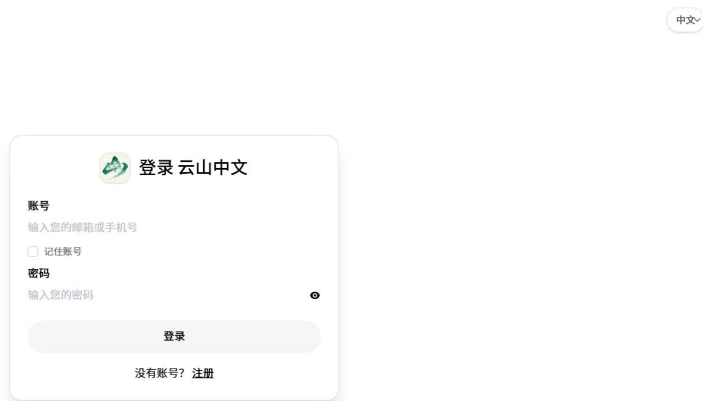 中文
登录 云山中文
账号
输入您的邮箱或手机号
记住账号
密码
输入您的密码
登录
没有账号？ 注册